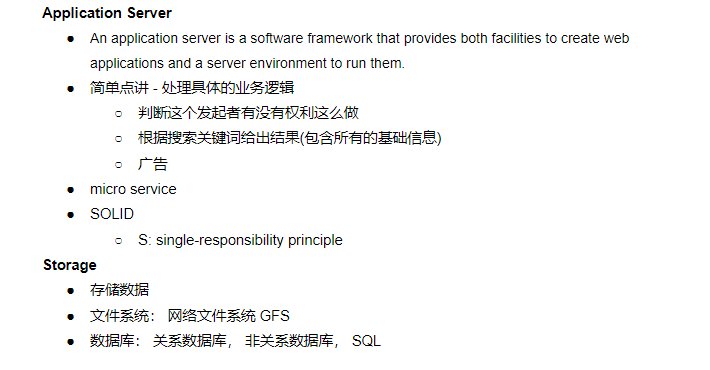 Application Server
● An application server is a software framework that provides both facilities to create web
applications and a server environment to run them.
● 简单点讲 - 处理具体的业务逻辑
○ 判断这个发起者有没有权利这么做
○ 根据搜索关键词给出结果(包含所有的基础信息)
○ 广告
● micro service
● SOLID
○ S: single-responsibility principle
Storage
● 存储数据
● 文件系统： 网络文件系统 GFS
● 数据库： 关系数据库， 非关系数据库， SQL